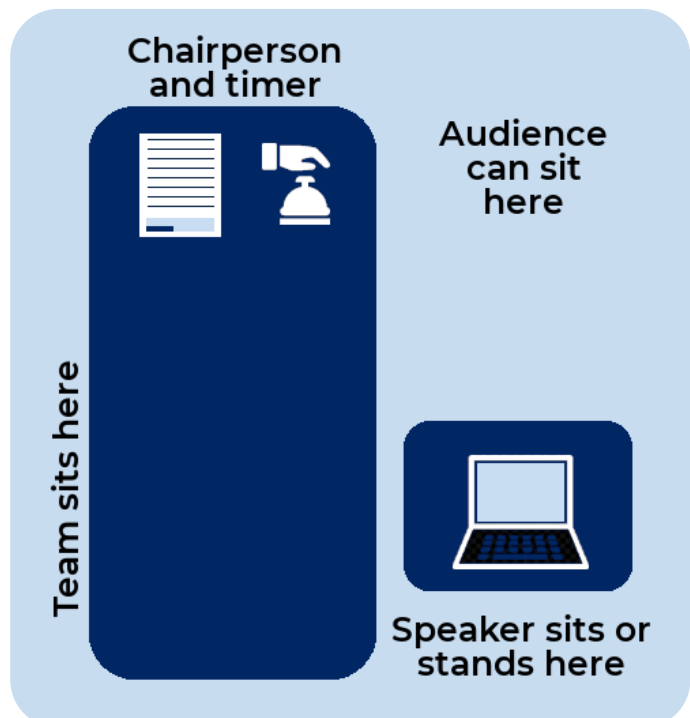 Chairperson
and timer
Audience
can sit
here
Team sits here
Speaker sits or
stands here